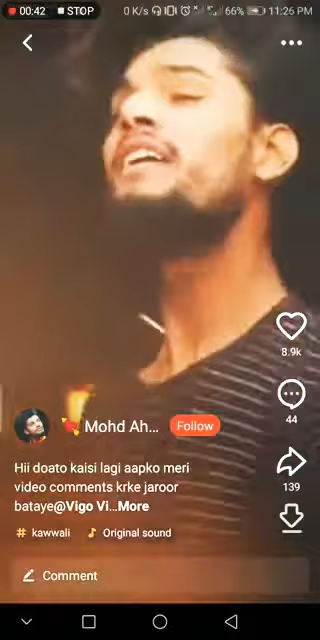 00:42 STOP 0 K/s 66% 11:26 PM
8.9k
44
Mohd Ah... Follow
139
Hii doato kaisi lagi aapko meri
video comments krke jaroor
bataye@Vigo Vi...More
# kawwali Original sound
Comment